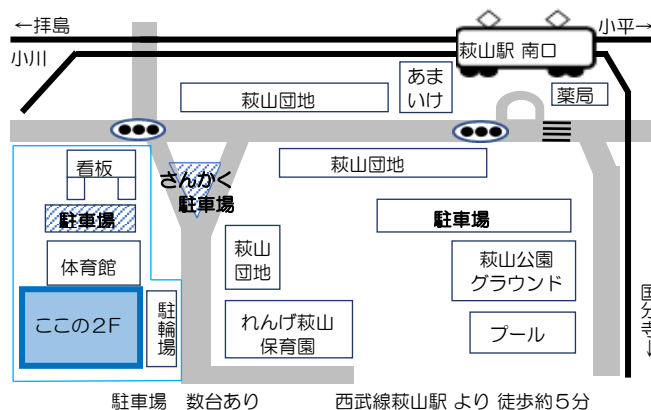 ←拝島
小平→
小川
萩山駅 南口
あま
いけ
萩山団地
薬局
看板
さんかく
駐車場
萩山団地
駐車場
駐車場
体育館
萩山
団地
萩山公園
グラウンド
ここの2F
駐輪場
れんげ萩山
保育園
プール
国分寺↓
駐車場 数台あり
西武線萩山駅 より 徒歩約5分